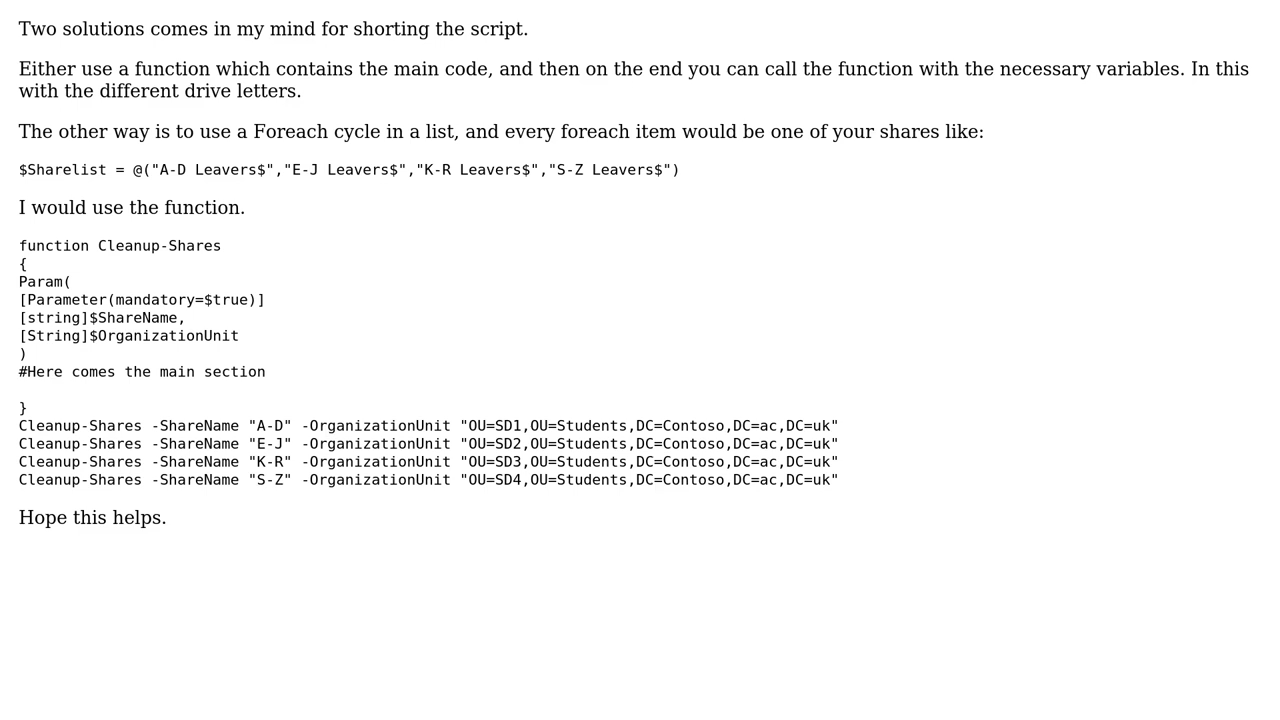 Two solutions comes in my mind for shorting the script.
Either use a function which contains the main code, and then on the end you can call the function with the necessary variables. In this
with the different drive letters.
The other way is to use a Foreach cycle in a list, and every foreach item would be one of your shares like:
$Sharelist = @("A-D Leavers$","E-J Leavers$","K-R Leavers$","S-Z Leavers$")
I would use the function.
function Cleanup-Shares
{
Param(
[Parameter(mandatory=$true)]
[string]$ShareName,
[String]$OrganizationUnit
)
#Here comes the main section
}
Cleanup-Shares -ShareName "A-D" -OrganizationUnit "OU=SD1,OU=Students,DC=Contoso,DC=ac,DC=uk"
Cleanup-Shares -ShareName "E-J" -OrganizationUnit "OU=SD2,OU=Students,DC=Contoso,DC=ac,DC=uk"
Cleanup-Shares -ShareName "K-R" -OrganizationUnit "OU=SD3,OU=Students,DC=Contoso,DC=ac,DC=uk"
Cleanup-Shares -ShareName "S-Z" -OrganizationUnit "OU=SD4,OU=Students,DC=Contoso,DC=ac,DC=uk"
Hope this helps.